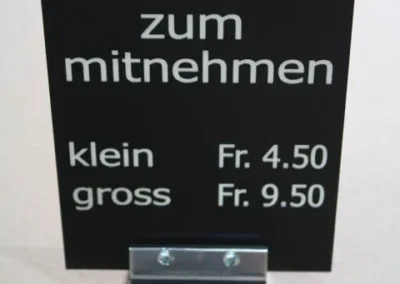 zum
mitnehmen
klein Fr. 4.50
gross Fr. 9.50